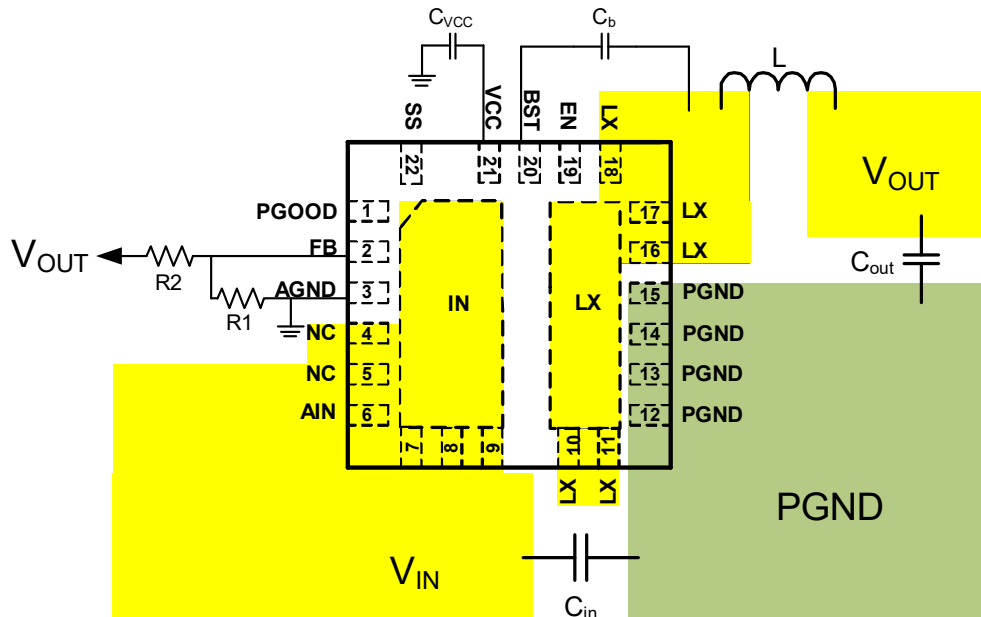 CVCC
Cb
L
SS
VCC
BST
EN
LX
22
21
20
19
18
VOUT
PGOOD
1
17
LX
VOUT
R2
FB
2
16
LX
Cout
AGND
3
IN
LX
15
PGND
R1
NC
4
14
PGND
NC
5
13
PGND
AIN
6
12
PGND
7
8
9
10
11
LX
LX
PGND
VIN
Cin